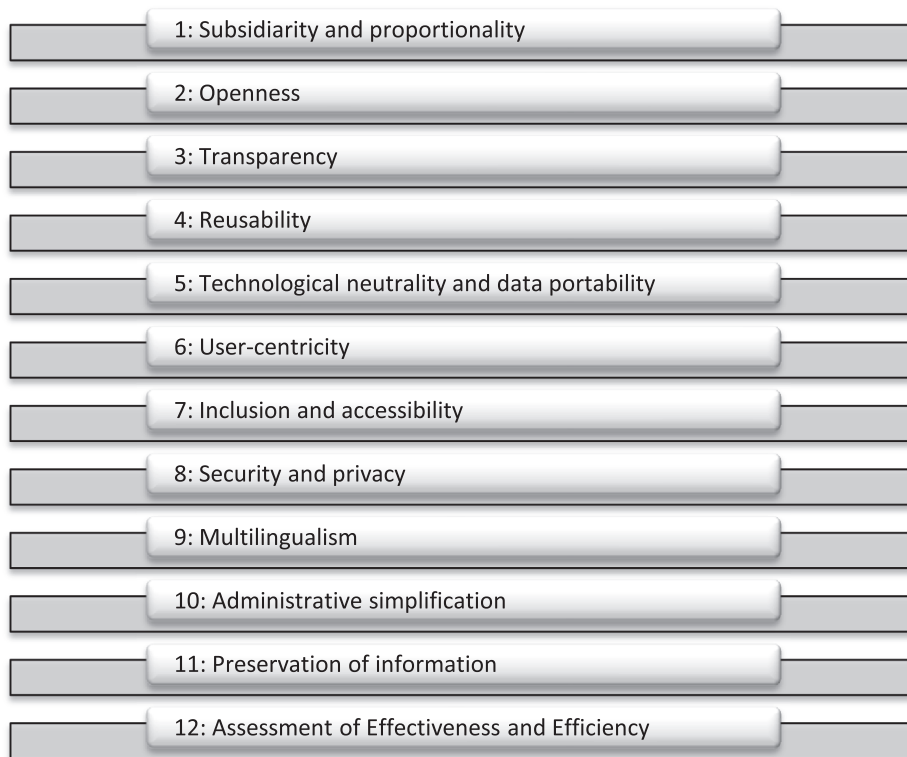 1: Subsidiarity and proportionality
2: Openness
3: Transparency
4: Reusability
5: Technological neutrality and data portability
6: User-centricity
7: Inclusion and accessibility
8: Security and privacy
9: Multilingualism
10: Administrative simplification
11: Preservation of information
12: Assessment of Effectiveness and Efficiency